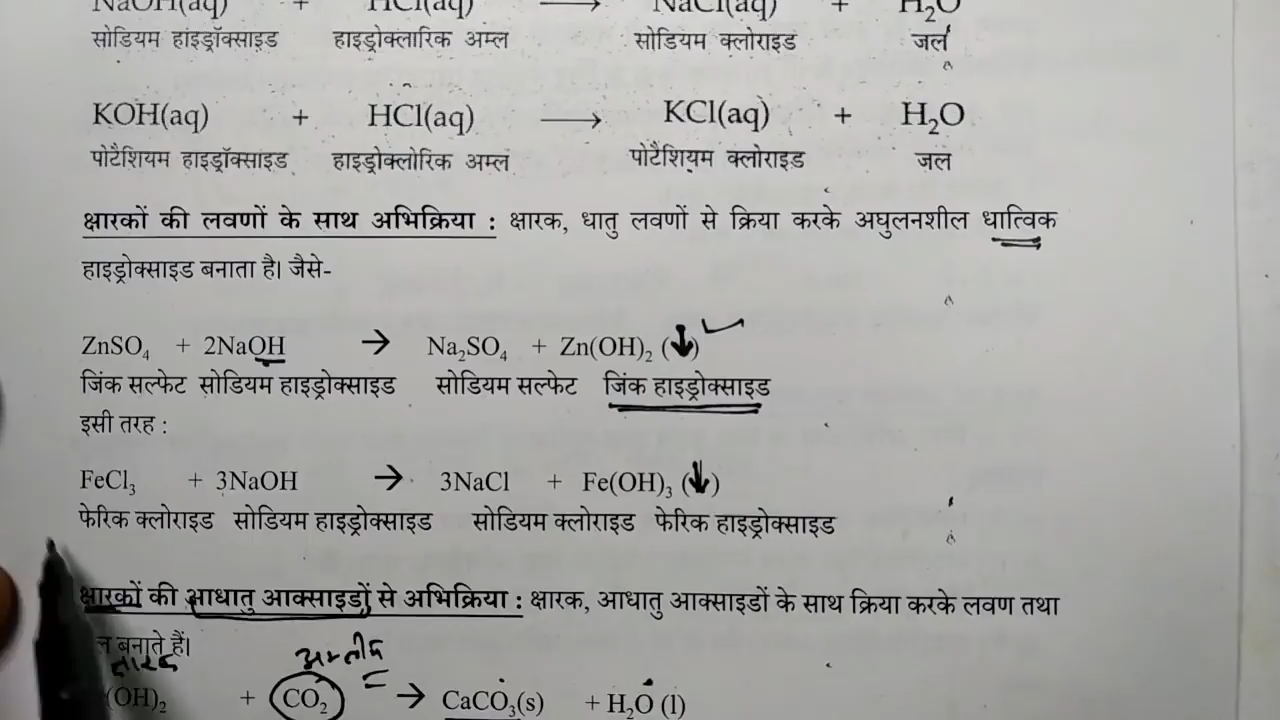 NaOH(aq) + HCl(aq) ⟶ NaCl(aq) + H₂O
सोडियम हाइड्रॉक्साइड हाइड्रोक्लारिक अम्ल सोडियम क्लोराइड जल
KOH(aq) + HCl(aq) ⟶ KCl(aq) + H₂O
पोटैशियम हाइड्रॉक्साइड हाइड्रोक्लोरिक अम्ल पोटैशियम क्लोराइड जल
क्षारकों की लवणों के साथ अभिक्रिया : क्षारक, धातु लवणों से क्रिया करके अघुलनशील धात्विक
हाइड्रोक्साइड बनाता है। जैसे-
ZnSO₄ + 2NaOH → Na₂SO₄ + Zn(OH)₂ (↓)
जिंक सल्फेट सोडियम हाइड्रोक्साइड सोडियम सल्फेट जिंक हाइड्रोक्साइड
इसी तरह :
FeCl₃ + 3NaOH → 3NaCl + Fe(OH)₃ (↓)
फेरिक क्लोराइड सोडियम हाइड्रोक्साइड सोडियम क्लोराइड फेरिक हाइड्रोक्साइड
क्षारकों की आधातु आक्साइडों से अभिक्रिया : क्षारक, आधातु आक्साइडों के साथ क्रिया करके लवण तथा
बनाते हैं।
अम्लीय
(OH)₂ + CO₂ → CaCO₃(s) + H₂O (l)